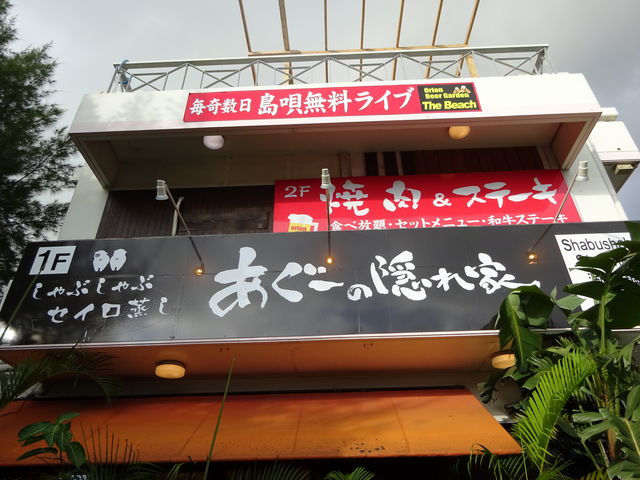 毎奇数日 島唄無料ライブ
Orion
Beer Garden
The Beach
2F 焼肉&ステーキ
orion
食べ放題・セットメニュー・和牛ステーキ
1F
しゃぶしゃぶ
セイロ蒸し
あぐーの隠れ家